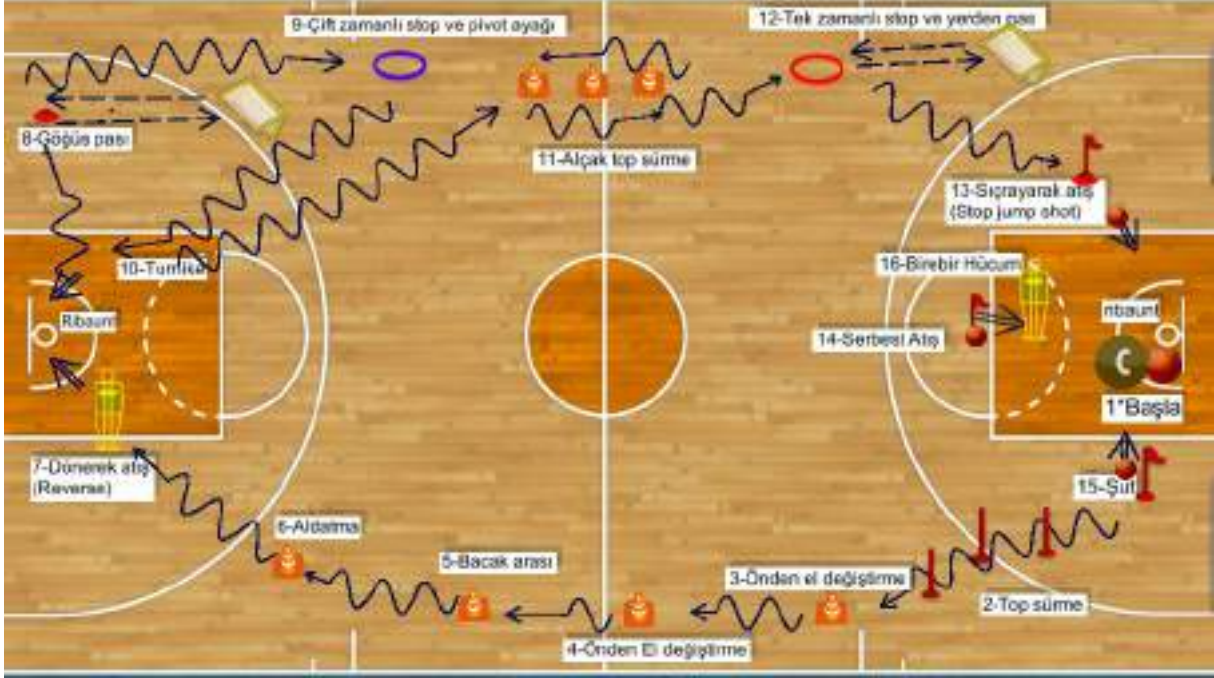 9-Çift zamanlı stop ve pivot ayağı
12-Tek zamanlı stop ve yerden pas
8-Göğüs pası
11-Alçak top sürme
13-Sıçrayarak atış
(Stop jump shot)
10-Turnike
16-Birebir Hücum
Ribaunt
14-Serbest Atış
ribaunt
C
1*Başla
7-Dönerek atış
(Reverse)
15-Şut
6-Aldatma
5-Bacak arası
3-Önden el değiştirme
2-Top sürme
4-Önden El değiştirme